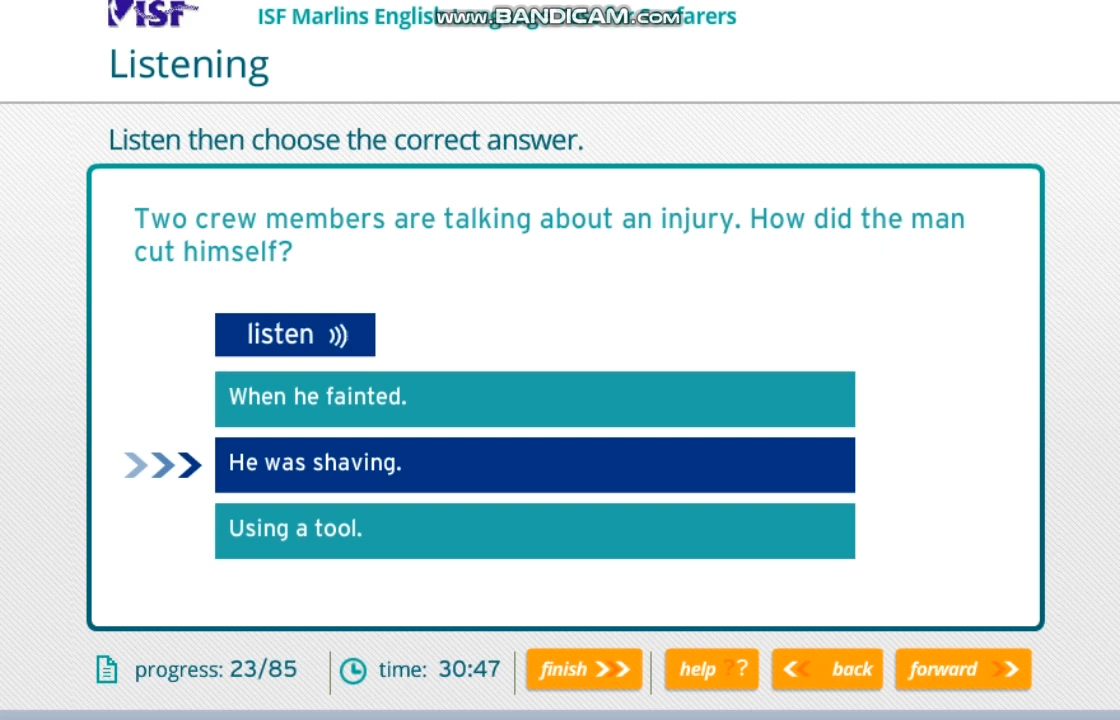 ISF
ISF Marlins English
www.BANDICAM.com
Listening
Listen then choose the correct answer.
Two crew members are talking about an injury. How did the man
cut himself?
listen
When he fainted.
He was shaving.
Using a tool.
progress: 23/85
time: 30:47
finish
help ??
back
forward